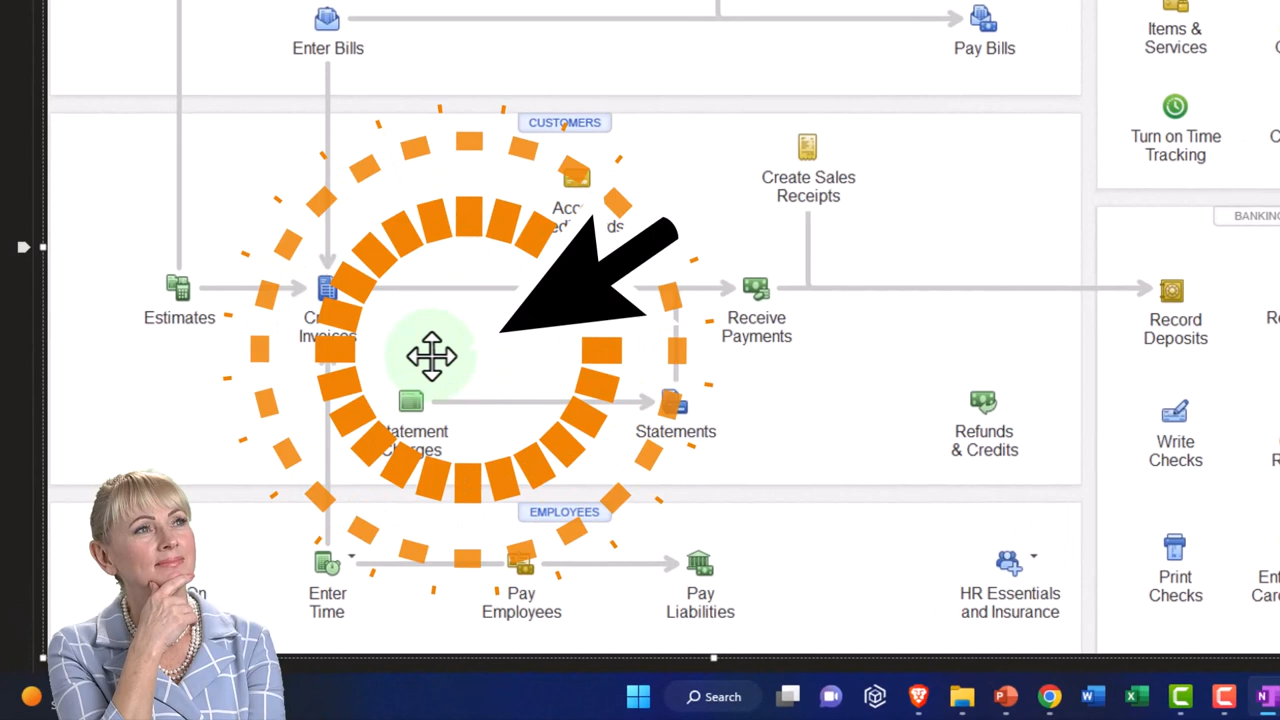 Enter Bills
Pay Bills
Items &
Services
CUSTOMERS
Turn on Time
Tracking
Create Sales
Receipts
BANKING
Estimates
Invoices
Receive
Payments
Record
Deposits
Statements
Refunds
& Credits
Write
Checks
EMPLOYEES
Enter
Time
Pay
Employees
Pay
Liabilities
HR Essentials
and Insurance
Print
Checks
Search